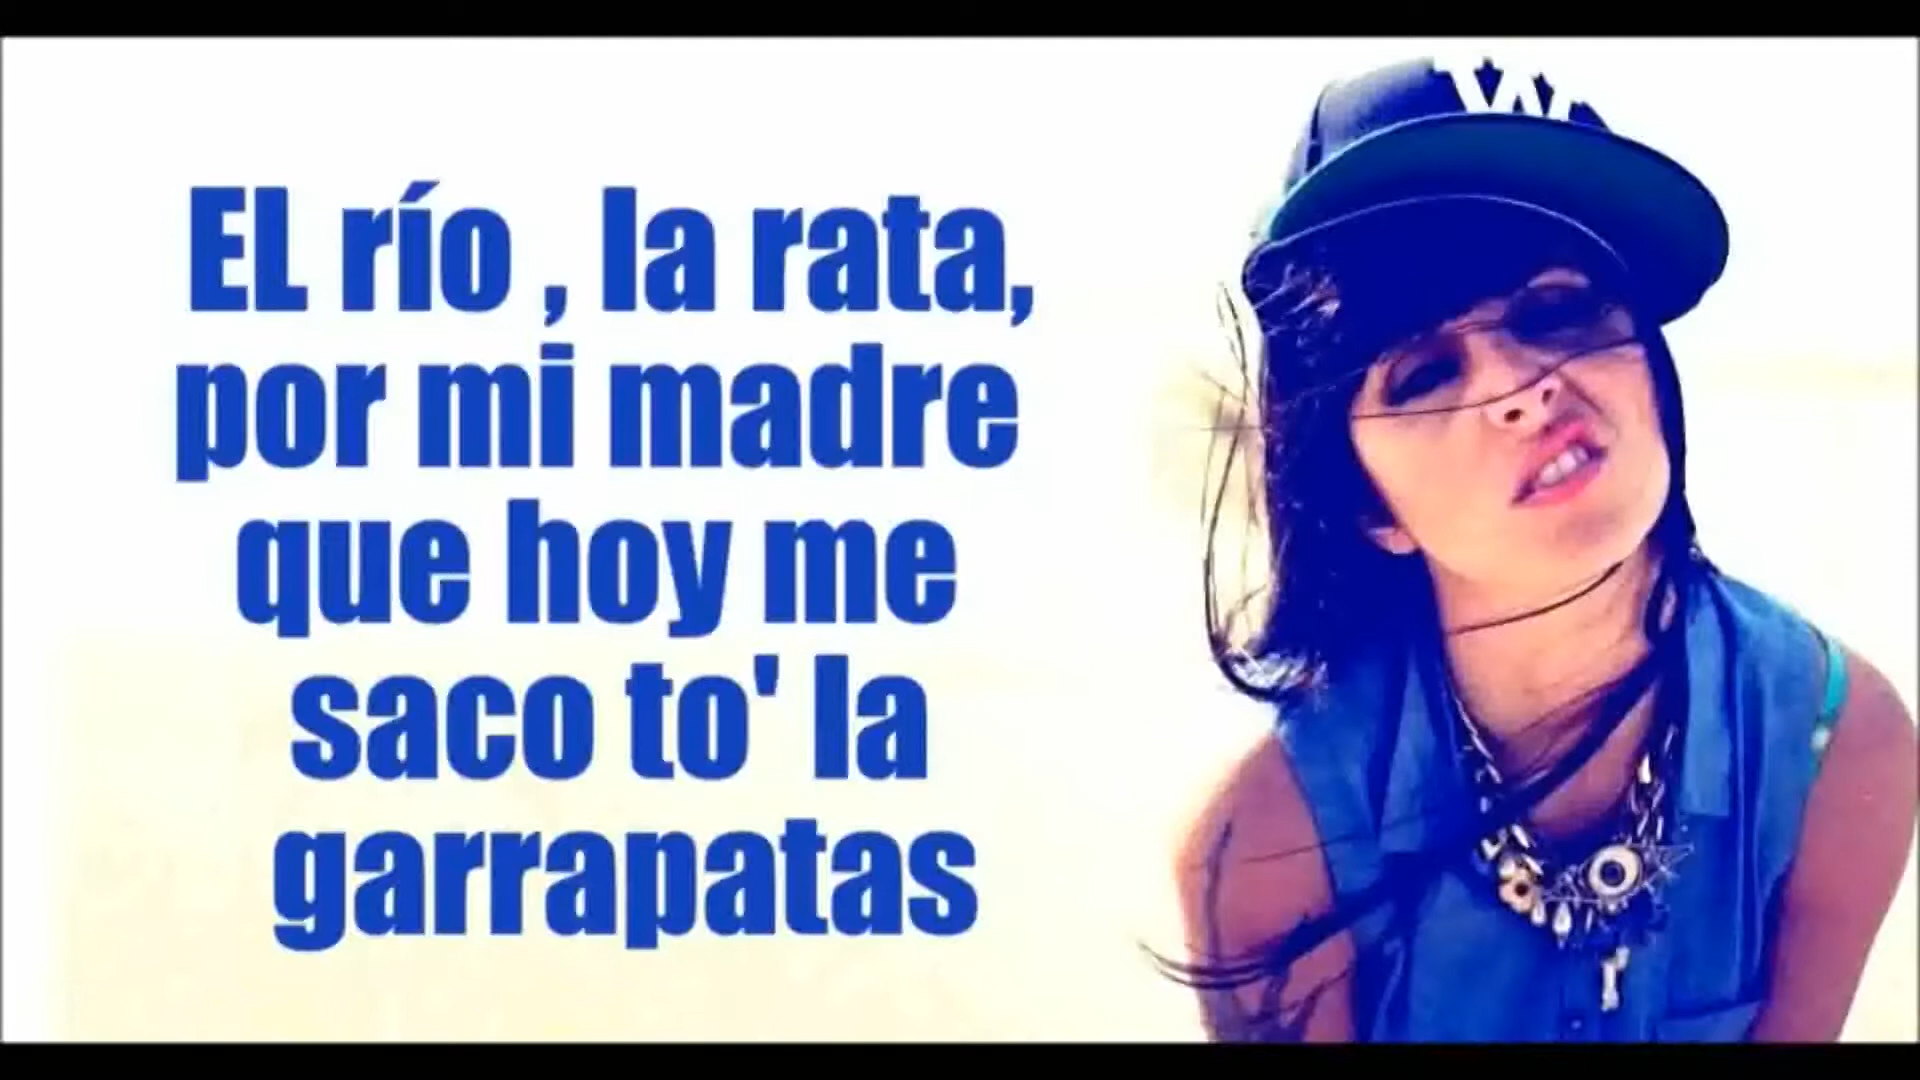 EL río , la rata,
por mi madre
que hoy me
saco to' la
garrapatas